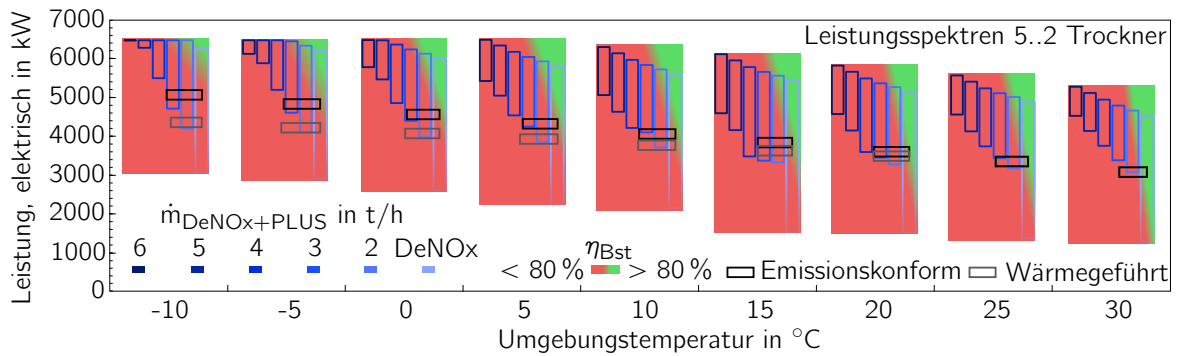 Leistung, elektrisch in kW
7000
6000
5000
4000
3000
2000
1000
0
Leistungsspektren 5..2 Trockner
ṁDeNOx+PLUS in t/h
6 5 4 3 2 DeNOx
< 80 % ηBst > 80 % Emissionskonform Wärmegeführt
-10 -5 0 5 10 15 20 25 30
Umgebungstemperatur in °C